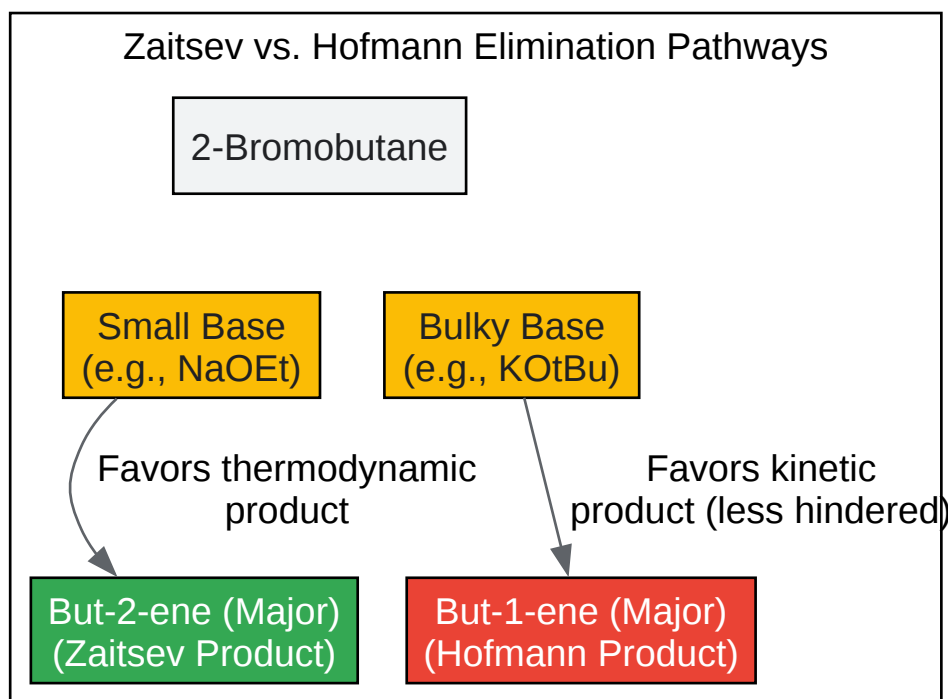 Zaitsev vs. Hofmann Elimination Pathways
2-Bromobutane
Small Base
(e.g., NaOEt)
Bulky Base
(e.g., KOtBu)
Favors thermodynamic
product
Favors kinetic
product (less hindered)
But-2-ene (Major)
(Zaitsev Product)
But-1-ene (Major)
(Hofmann Product)